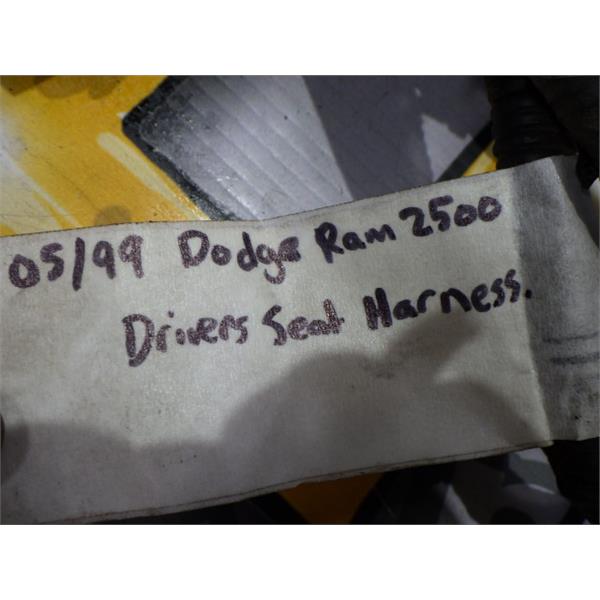 05/99 Dodge Ram 2500
Drivers Seat Harness.